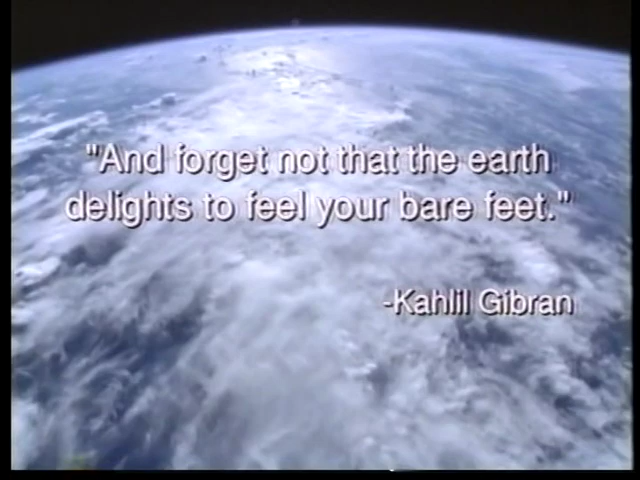 "And forget not that the earth
delights to feel your bare feet."
-Kahlil Gibran